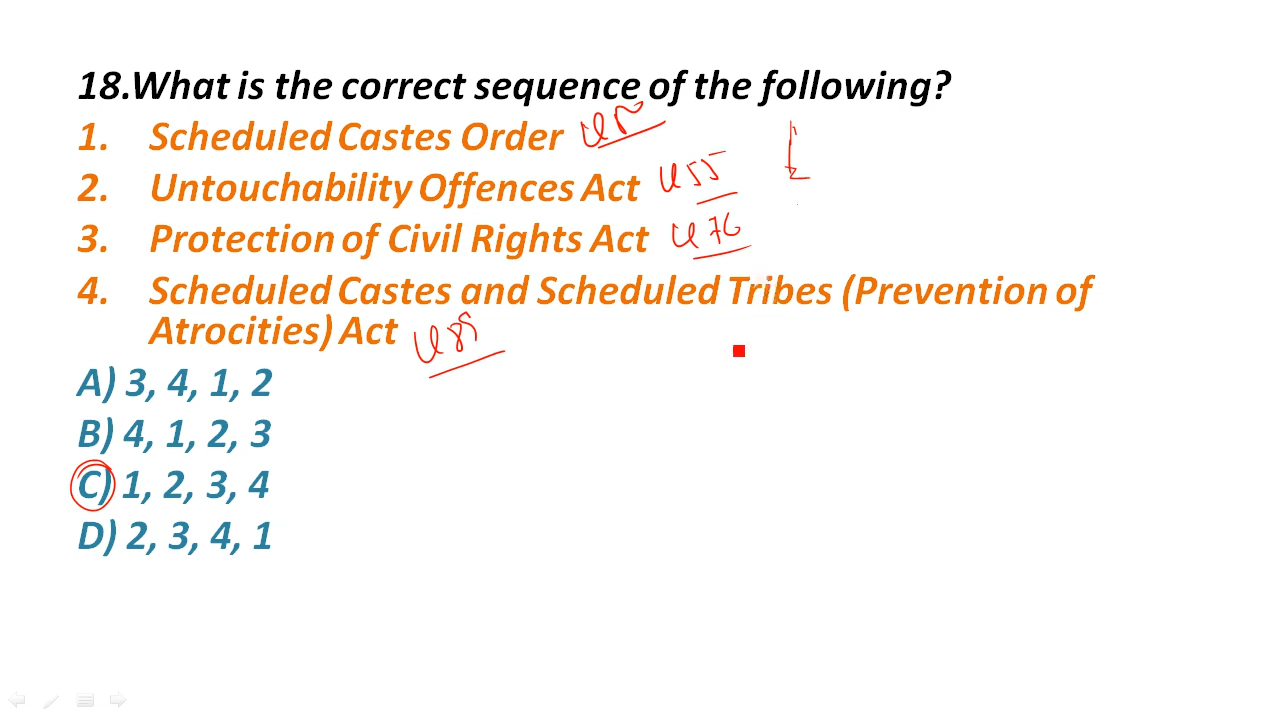 18.What is the correct sequence of the following?
1. Scheduled Castes Order
2. Untouchability Offences Act 55
3. Protection of Civil Rights Act 76
4. Scheduled Castes and Scheduled Tribes (Prevention of
Atrocities) Act
A) 3, 4, 1, 2
B) 4, 1, 2, 3
C) 1, 2, 3, 4
D) 2, 3, 4, 1